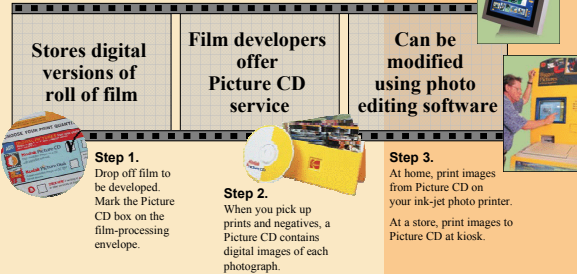 Stores digital
versions of
roll of film
Film developers
offer
Picture CD
service
Can be
modified
using photo
editing software
CHOOSE YOUR PRINT QUANTITY
Kodak Picture CD
Step 1.
Drop off film to
be developed.
Mark the Picture
CD box on the
film-processing
envelope.
Step 2.
When you pick up
prints and negatives, a
Picture CD contains
digital images of each
photograph.
Step 3.
At home, print images
from Picture CD on
your ink-jet photo printer.
At a store, print images to
Picture CD at kiosk.